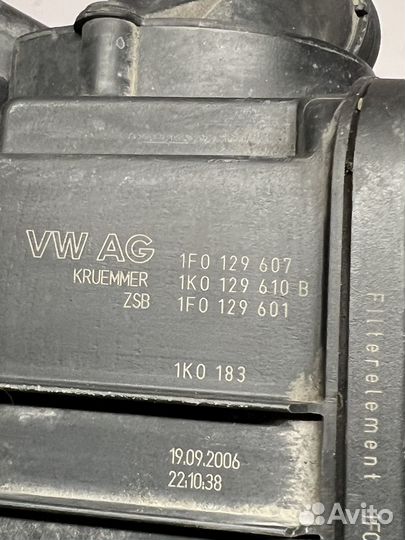 VW AG 1F0 129 607
KRUEMMER 1K0 129 610 B
ZSB 1F0 129 601
1K0 183
19.09.2006
22:10:38
Filterelement
Avito